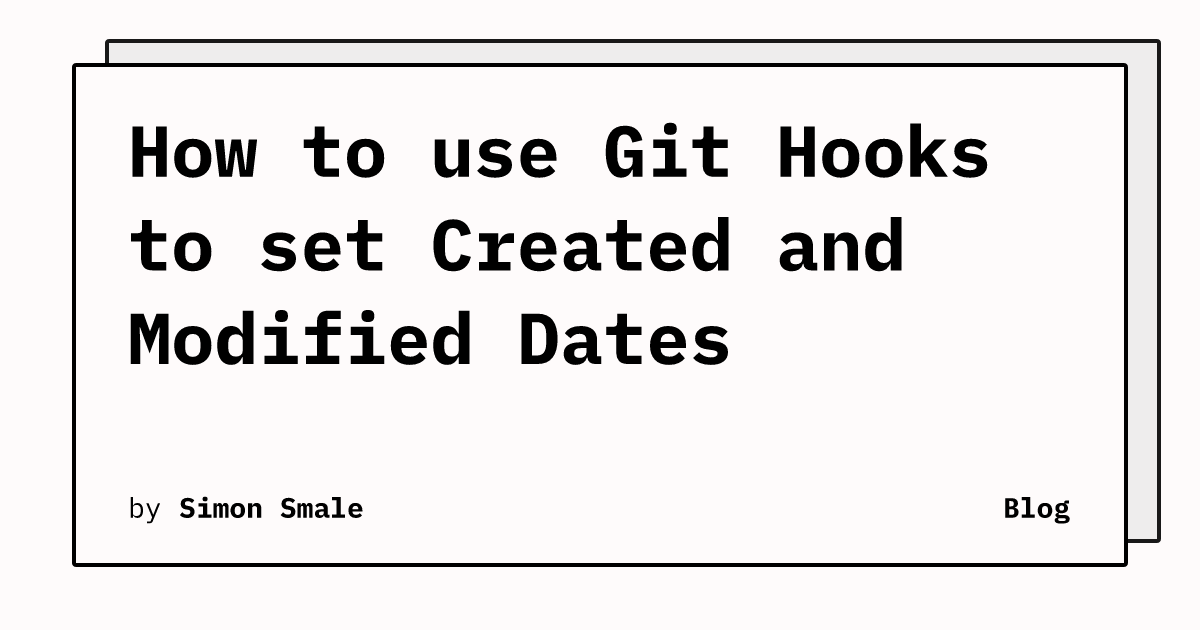 How to use Git Hooks
to set Created and
Modified Dates
by Simon Smale
Blog